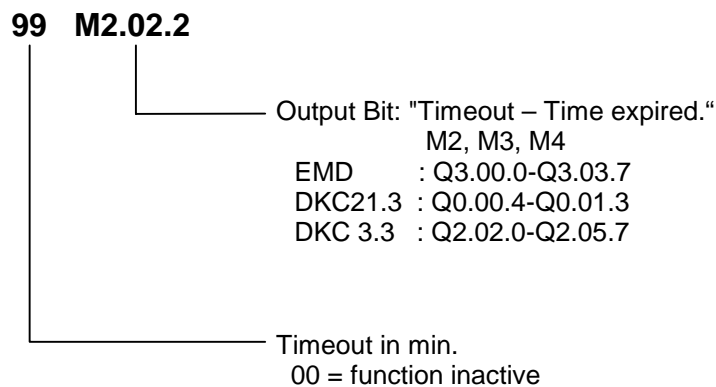 99 M2.02.2
Output Bit: "Timeout – Time expired.“
M2, M3, M4
EMD : Q3.00.0-Q3.03.7
DKC21.3 : Q0.00.4-Q0.01.3
DKC 3.3 : Q2.02.0-Q2.05.7
Timeout in min.
00 = function inactive